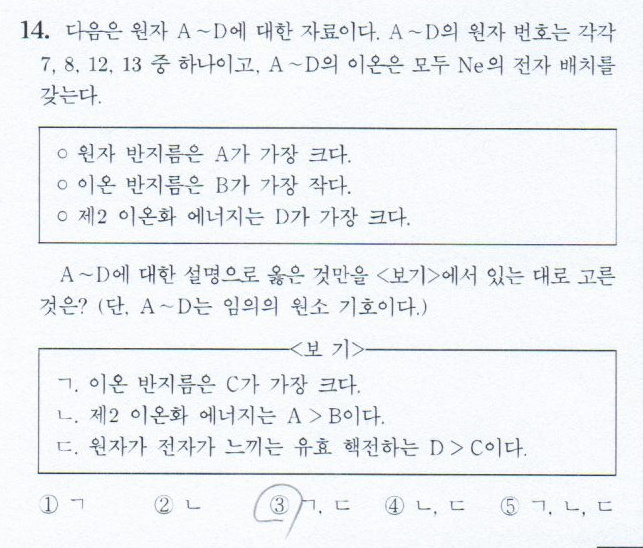 14. 다음은 원자 A~D에 대한 자료이다. A~D의 원자 번호는 각각
7, 8, 12, 13 중 하나이고, A~D의 이온은 모두 Ne의 전자 배치를
갖는다.
○ 원자 반지름은 A가 가장 크다.
○ 이온 반지름은 B가 가장 작다.
○ 제2 이온화 에너지는 D가 가장 크다.
A~D에 대한 설명으로 옳은 것만을 <보기>에서 있는 대로 고른
것은? (단, A~D는 임의의 원소 기호이다.)
<보 기>
ㄱ. 이온 반지름은 C가 가장 크다.
ㄴ. 제2 이온화 에너지는 A > B이다.
ㄷ. 원자가 전자가 느끼는 유효 핵전하는 D > C이다.
① ㄱ ② ㄴ ③ ㄱ, ㄷ ④ ㄴ, ㄷ ⑤ ㄱ, ㄴ, ㄷ